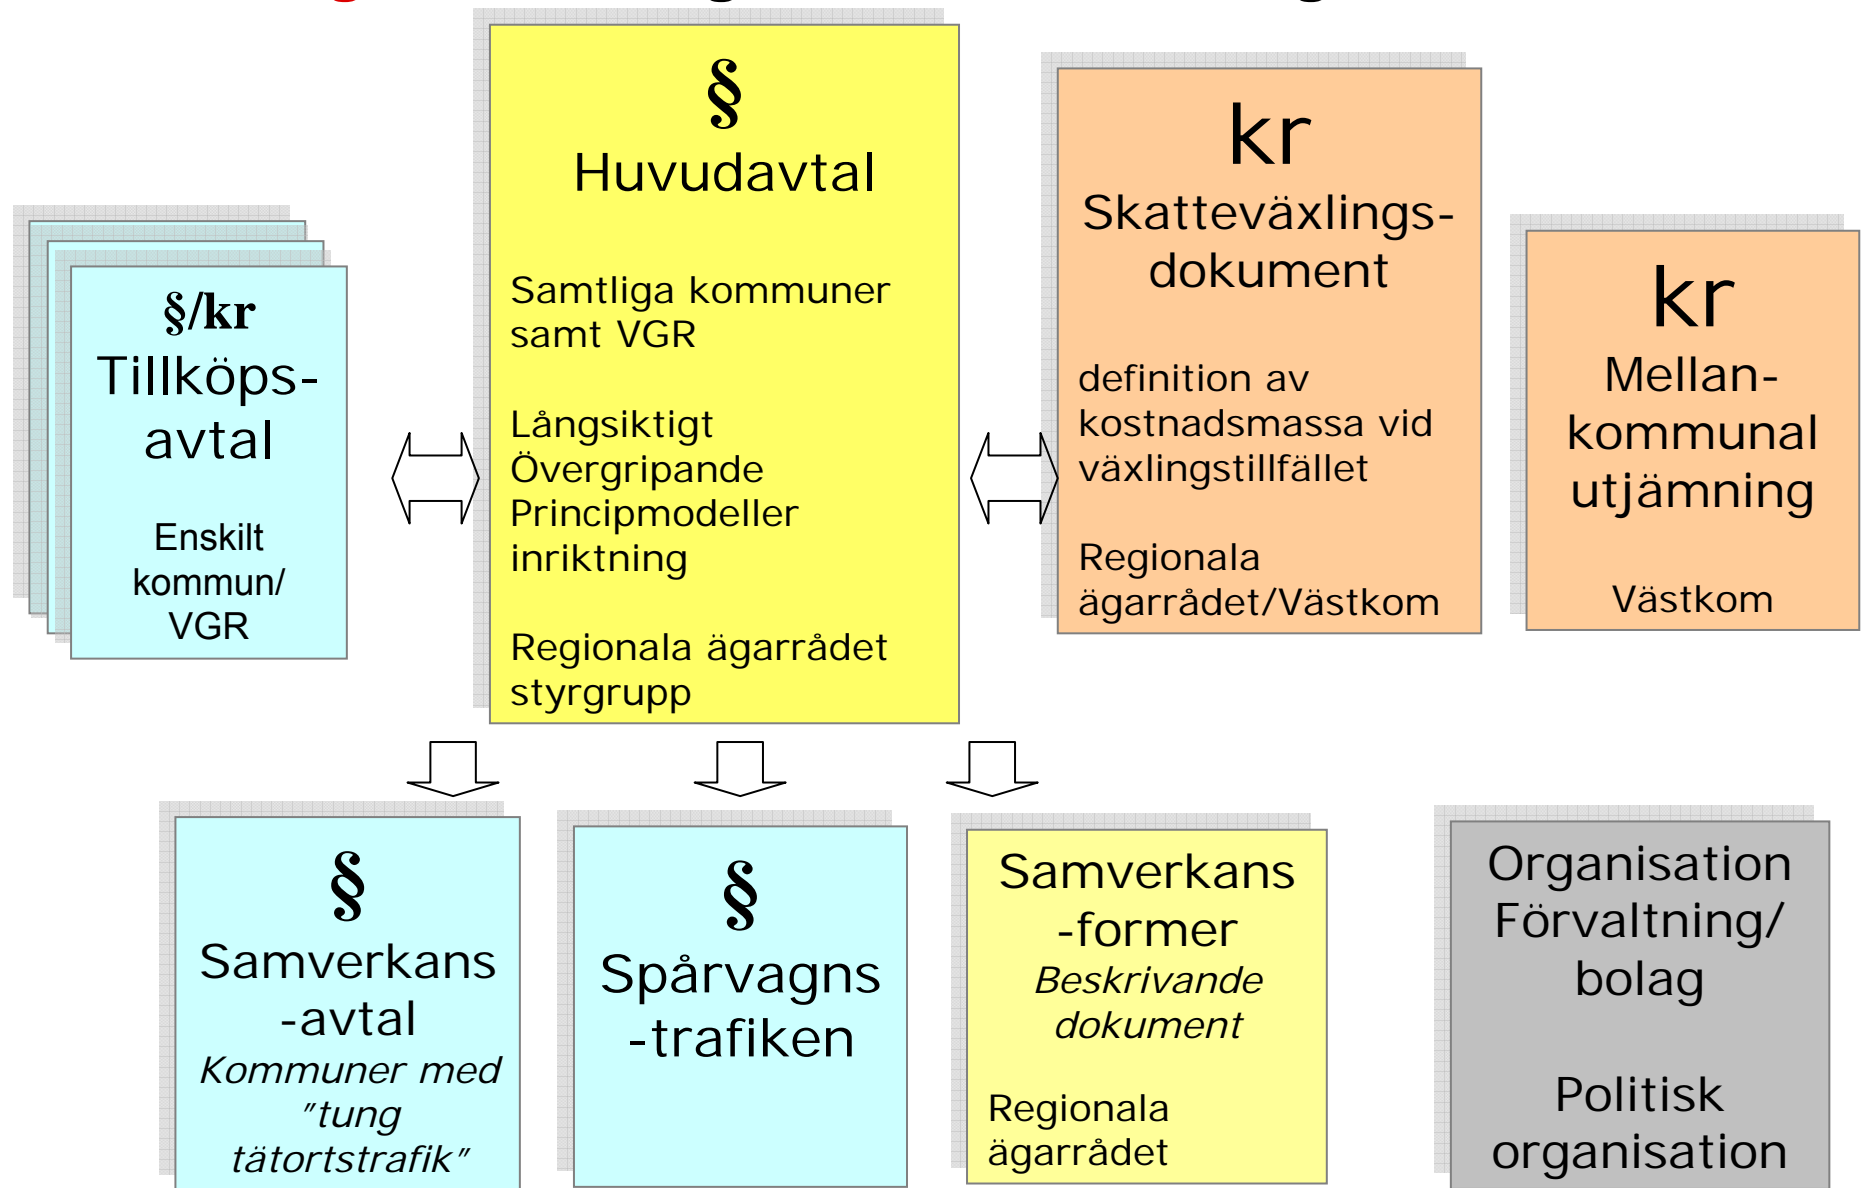 §
Huvudavtal
Samtliga kommuner
samt VGR
Långsiktigt
Övergripande
Principmodeller
inriktning
Regionala ägarrådet
styrgrupp
kr
Skatteväxlings-
dokument
definition av
kostnadsmassa vid
växlingstillfället
Regionala
ägarrådet/Västkom
kr
Mellan-
kommunal
utjämning
Västkom
§/kr
Tillköps-
avtal
Enskilt
kommun/
VGR
§
Samverkans
-avtal
Kommuner med
"tung
tätortstrafik"
§
Spårvagns
-trafiken
Samverkans
-former
Beskrivande
dokument
Regionala
ägarrådet
Organisation
Förvaltning/
bolag
Politisk
organisation